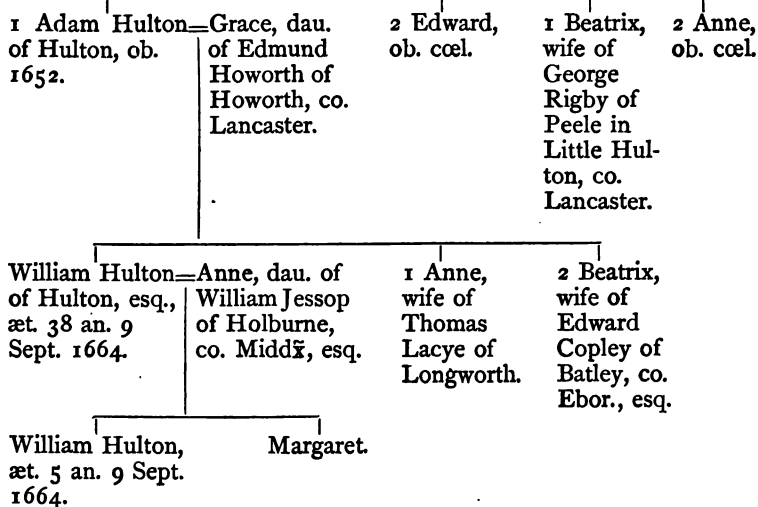 1 Adam Hulton=Grace, dau.
of Hulton, ob.
1652.
of Edmund
Howorth of
Howorth, co.
Lancaster.
2 Edward,
ob. cœl.
1 Beatrix,
wife of
George
Rigby of
Peele in
Little Hul-
ton, co.
Lancaster.
2 Anne,
ob. cœl.
William Hulton=Anne, dau. of
of Hulton, esq.,
æt. 38 an. 9
Sept. 1664.
William Jessop
of Holburne,
co. Middx̃, esq.
1 Anne,
wife of
Thomas
Lacye of
Longworth.
2 Beatrix,
wife of
Edward
Copley of
Batley, co.
Ebor., esq.
William Hulton,
æt. 5 an. 9 Sept.
1664.
Margaret.